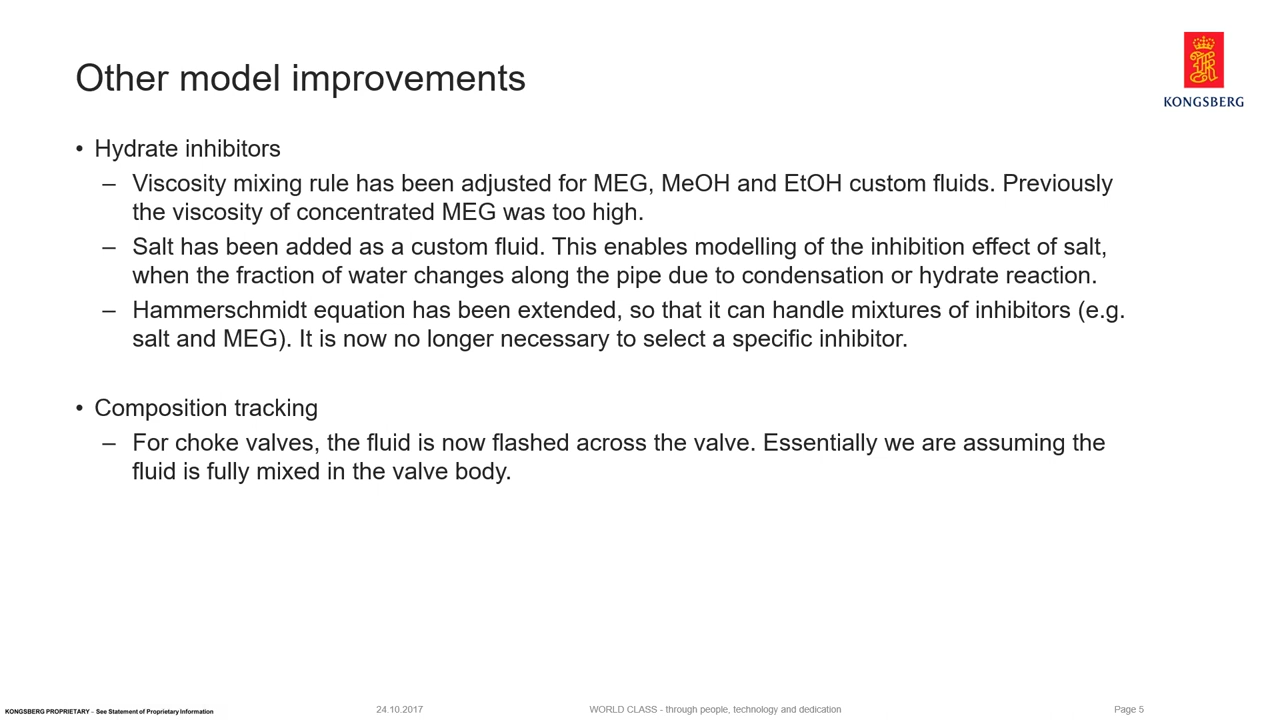 Other model improvements
KONGSBERG
• Hydrate inhibitors
– Viscosity mixing rule has been adjusted for MEG, MeOH and EtOH custom fluids. Previously
the viscosity of concentrated MEG was too high.
– Salt has been added as a custom fluid. This enables modelling of the inhibition effect of salt,
when the fraction of water changes along the pipe due to condensation or hydrate reaction.
– Hammerschmidt equation has been extended, so that it can handle mixtures of inhibitors (e.g.
salt and MEG). It is now no longer necessary to select a specific inhibitor.
• Composition tracking
– For choke valves, the fluid is now flashed across the valve. Essentially we are assuming the
fluid is fully mixed in the valve body.
KONGSBERG PROPRIETARY – See Statement of Proprietary Information
24.10.2017
WORLD CLASS - through people, technology and dedication
Page 5